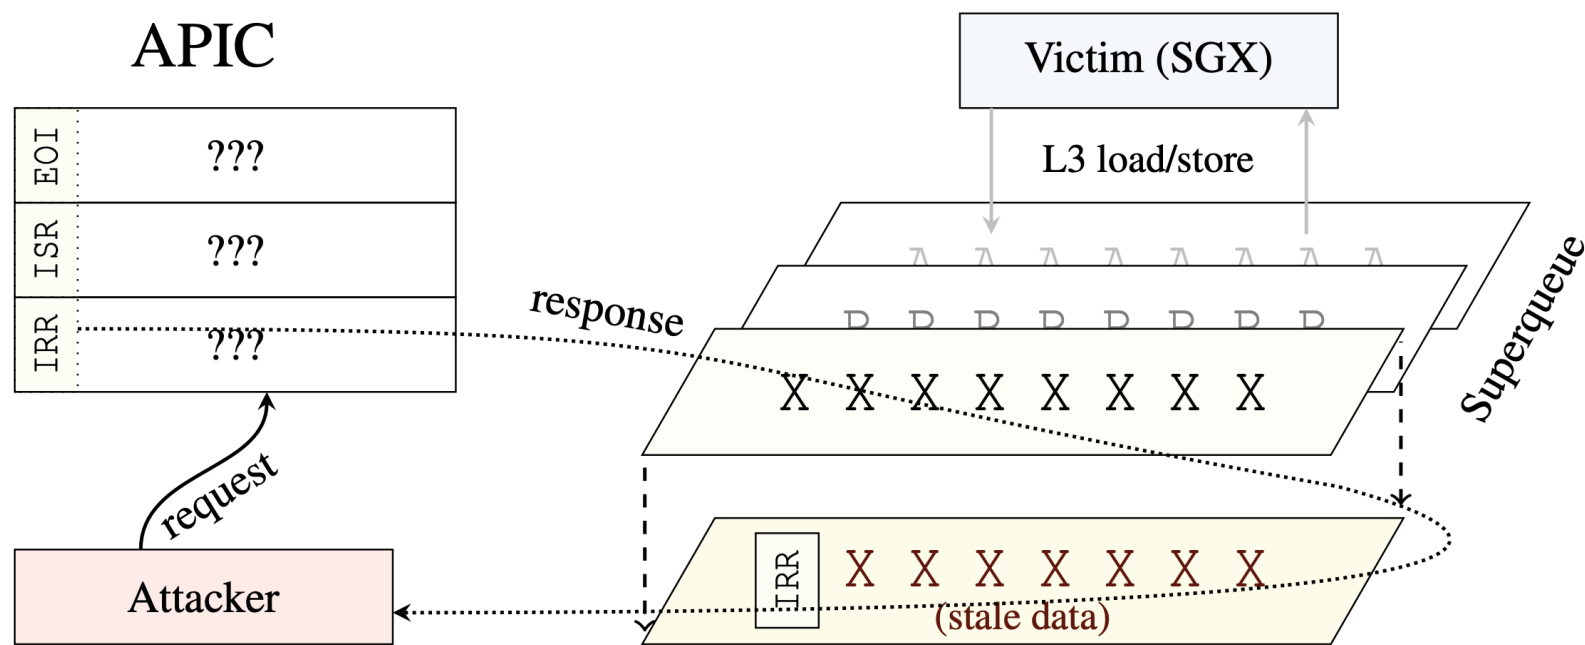 APIC
Victim (SGX)
EOI ???
ISR ???
IRR ???
L3 load/store
Superqueue
response
X X X X X X X X
request
Attacker
IRR X X X X X X X
(stale data)